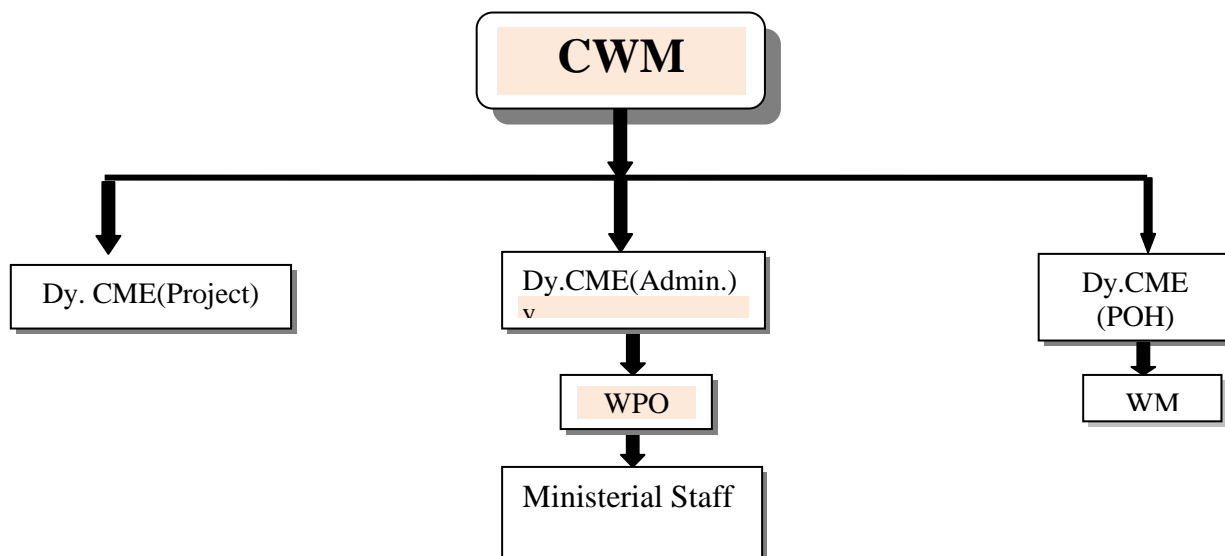 CWM
Dy. CME(Project)
Dy.CME(Admin.)
y
Dy.CME
(POH)
WPO
WM
Ministerial Staff